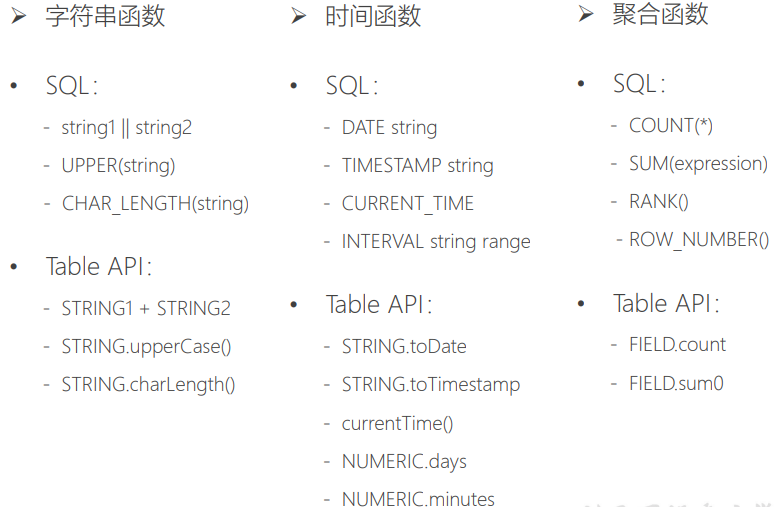 ➢ 字符串函数
• SQL：
- string1 || string2
- UPPER(string)
- CHAR_LENGTH(string)
• Table API：
- STRING1 + STRING2
- STRING.upperCase()
- STRING.charLength()
➢ 时间函数
• SQL：
- DATE string
- TIMESTAMP string
- CURRENT_TIME
- INTERVAL string range
• Table API：
- STRING.toDate
- STRING.toTimestamp
- currentTime()
- NUMERIC.days
- NUMERIC.minutes
➢ 聚合函数
• SQL：
- COUNT(*)
- SUM(expression)
- RANK()
- ROW_NUMBER()
• Table API：
- FIELD.count
- FIELD.sum0